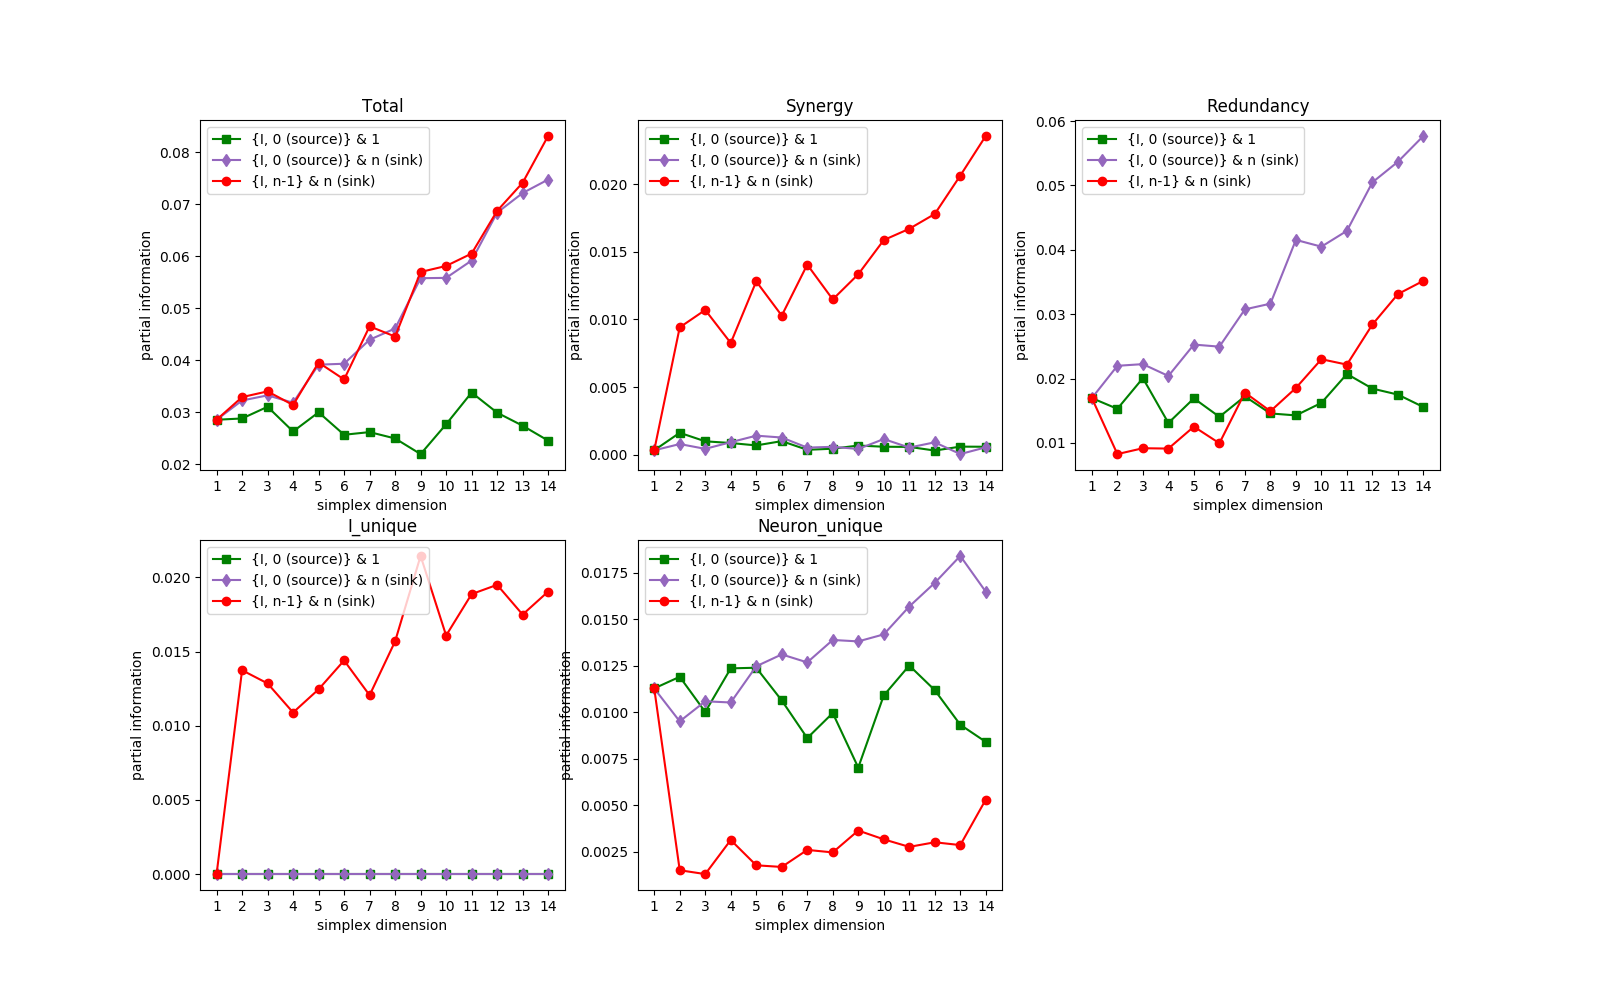 Total
{I, 0 (source)} & 1
{I, 0 (source)} & n (sink)
{I, n-1} & n (sink)
partial information
0.08
0.07
0.06
0.05
0.04
0.03
0.02
1 2 3 4 5 6 7 8 9 10 11 12 13 14
simplex dimension
Synergy
{I, 0 (source)} & 1
{I, 0 (source)} & n (sink)
{I, n-1} & n (sink)
partial information
0.020
0.015
0.010
0.005
0.000
1 2 3 4 5 6 7 8 9 10 11 12 13 14
simplex dimension
Redundancy
{I, 0 (source)} & 1
{I, 0 (source)} & n (sink)
{I, n-1} & n (sink)
partial information
0.06
0.05
0.04
0.03
0.02
0.01
1 2 3 4 5 6 7 8 9 10 11 12 13 14
simplex dimension
I_unique
{I, 0 (source)} & 1
{I, 0 (source)} & n (sink)
{I, n-1} & n (sink)
partial information
0.020
0.015
0.010
0.005
0.000
1 2 3 4 5 6 7 8 9 10 11 12 13 14
simplex dimension
Neuron_unique
{I, 0 (source)} & 1
{I, 0 (source)} & n (sink)
{I, n-1} & n (sink)
partial information
0.0175
0.0150
0.0125
0.0100
0.0075
0.0050
0.0025
1 2 3 4 5 6 7 8 9 10 11 12 13 14
simplex dimension